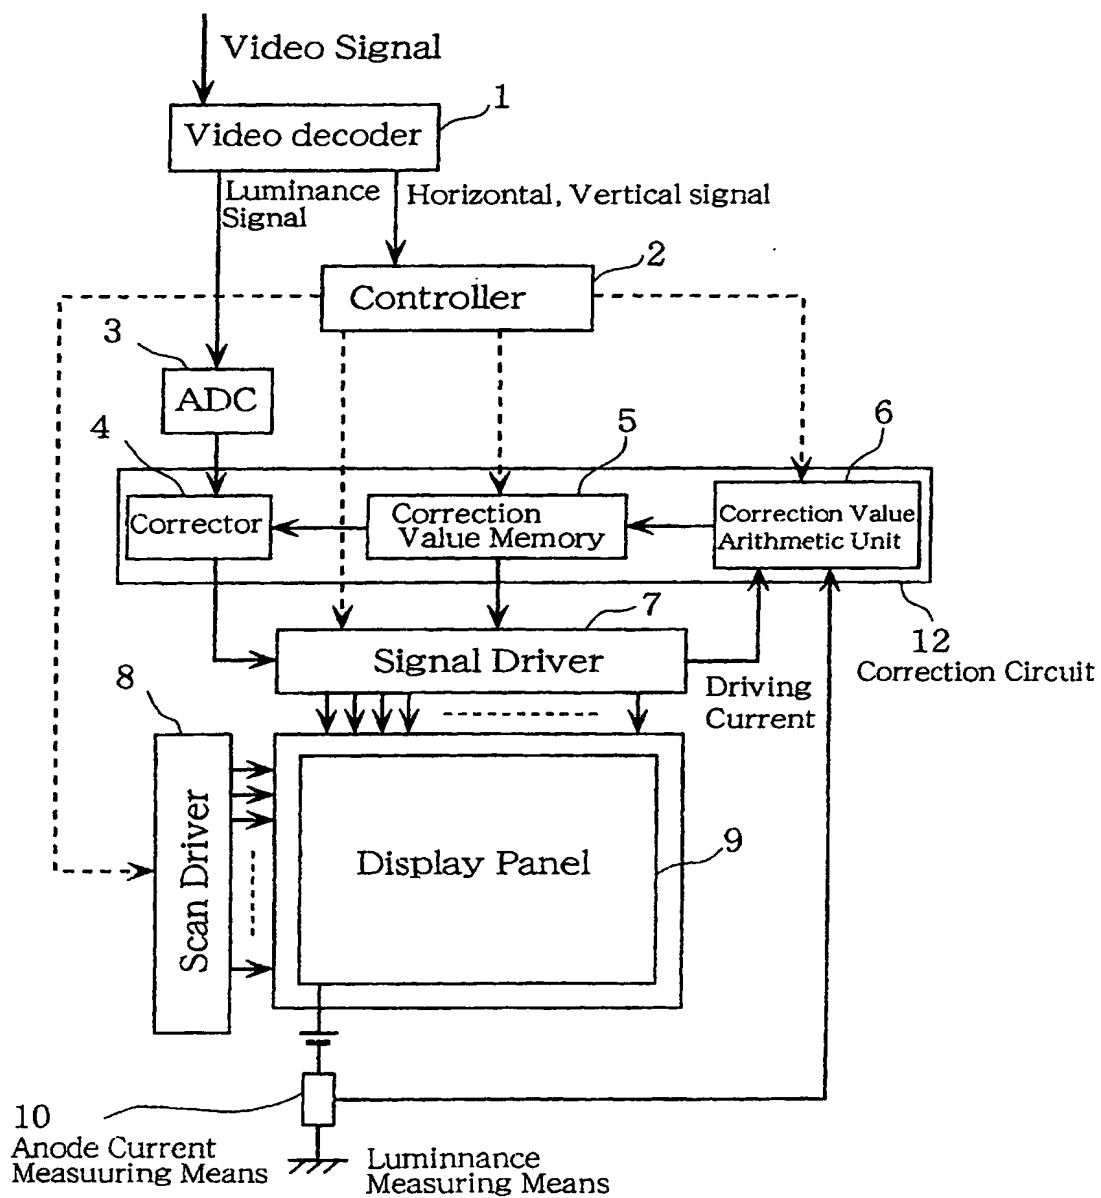 Video Signal
1
Video decoder
Luminance
Signal
Horizontal, Vertical signal
2
Controller
3
ADC
4
5
6
Corrector
Correction
Value Memory
Correction Value
Arithmetic Unit
7
12
Correction Circuit
Signal Driver
Driving
Current
8
Scan Driver
Display Panel
9
10
Anode Current
Measuuring Means
Luminnance
Measuring Means